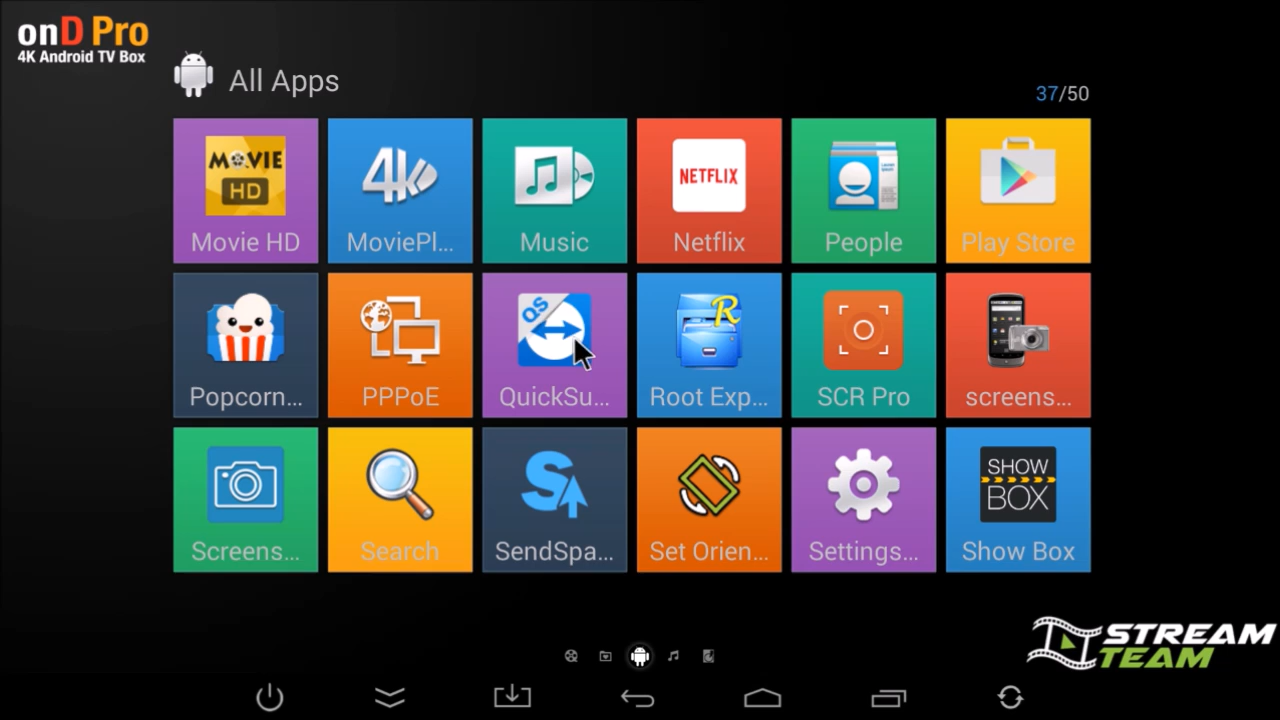 onD Pro
4K Android TV Box
All Apps
37/50
MOVIE
HD
4K
NETFLIX
Movie HD
MoviePl...
Music
Netflix
People
Play Store
QS
R
Popcorn...
PPPoE
QuickSu...
Root Exp...
SCR Pro
screens...
S
SHOW
BOX
Screens...
Search
SendSpa...
Set Orien...
Settings...
Show Box
STREAM
TEAM